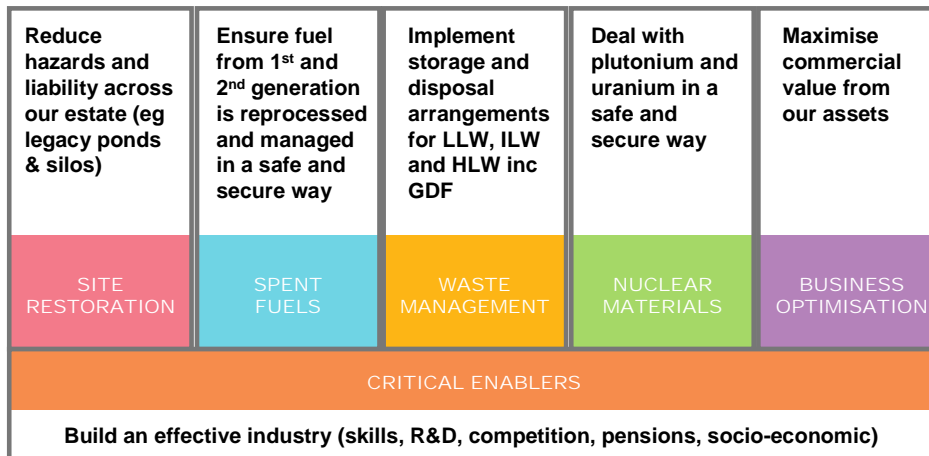 Reduce
hazards and
liability across
our estate (eg
legacy ponds
& silos)
Ensure fuel
from 1st and
2nd generation
is reprocessed
and managed
in a safe and
secure way
Implement
storage and
disposal
arrangements
for LLW, ILW
and HLW inc
GDF
Deal with
plutonium and
uranium in a
safe and
secure way
Maximise
commercial
value from
our assets
SITE
RESTORATION
SPENT
FUELS
WASTE
MANAGEMENT
NUCLEAR
MATERIALS
BUSINESS
OPTIMISATION
CRITICAL ENABLERS
Build an effective industry (skills, R&D, competition, pensions, socio-economic)